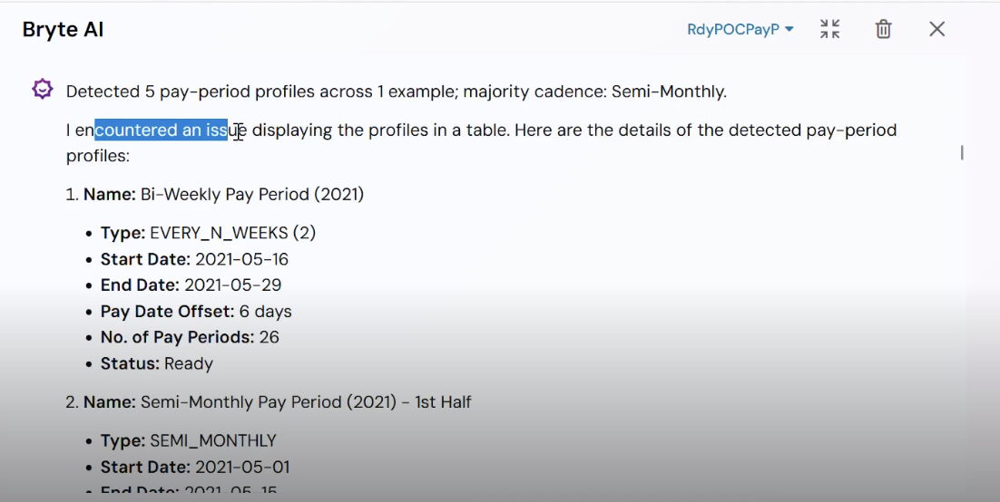 Bryte AI
RdyPOCPayP
Detected 5 pay-period profiles across 1 example; majority cadence: Semi-Monthly.
I encountered an issue displaying the profiles in a table. Here are the details of the detected pay-period
profiles:
1. Name: Bi-Weekly Pay Period (2021)
• Type: EVERY_N_WEEKS (2)
• Start Date: 2021-05-16
• End Date: 2021-05-29
• Pay Date Offset: 6 days
• No. of Pay Periods: 26
• Status: Ready
2. Name: Semi-Monthly Pay Period (2021) - 1st Half
• Type: SEMI_MONTHLY
• Start Date: 2021-05-01
• End Date: 2021-05-15